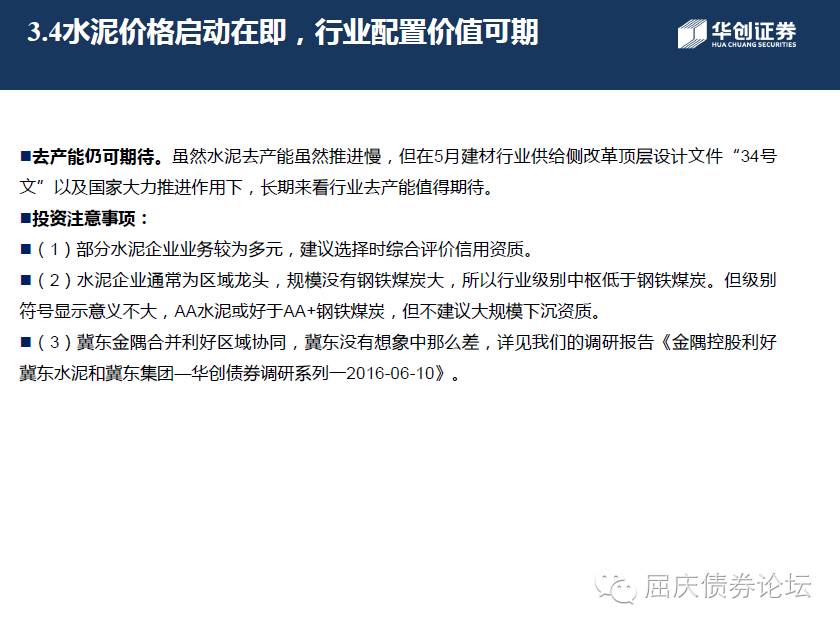 3.4水泥价格启动在即，行业配置价值可期
华创证券
HUA CHUANG SECURITIES
■去产能仍可期待。虽然水泥去产能虽然推进慢，但在5月建材行业供给侧改革顶层设计文件“34号
文”以及国家大力推进作用下，长期来看行业去产能值得期待。
■投资注意事项：
■（1）部分水泥企业业务较为多元，建议选择时综合评价信用资质。
■（2）水泥企业通常为区域龙头，规模没有钢铁煤炭大，所以行业级别中枢低于钢铁煤炭。但级别
符号显示意义不大，AA水泥或好于AA+钢铁煤炭，但不建议大规模下沉资质。
■（3）冀东金隅合并利好区域协同，冀东没有想象中那么差，详见我们的调研报告《金隅控股利好
冀东水泥和冀东集团—华创债券调研系列一2016-06-10》。
屈庆债券论坛